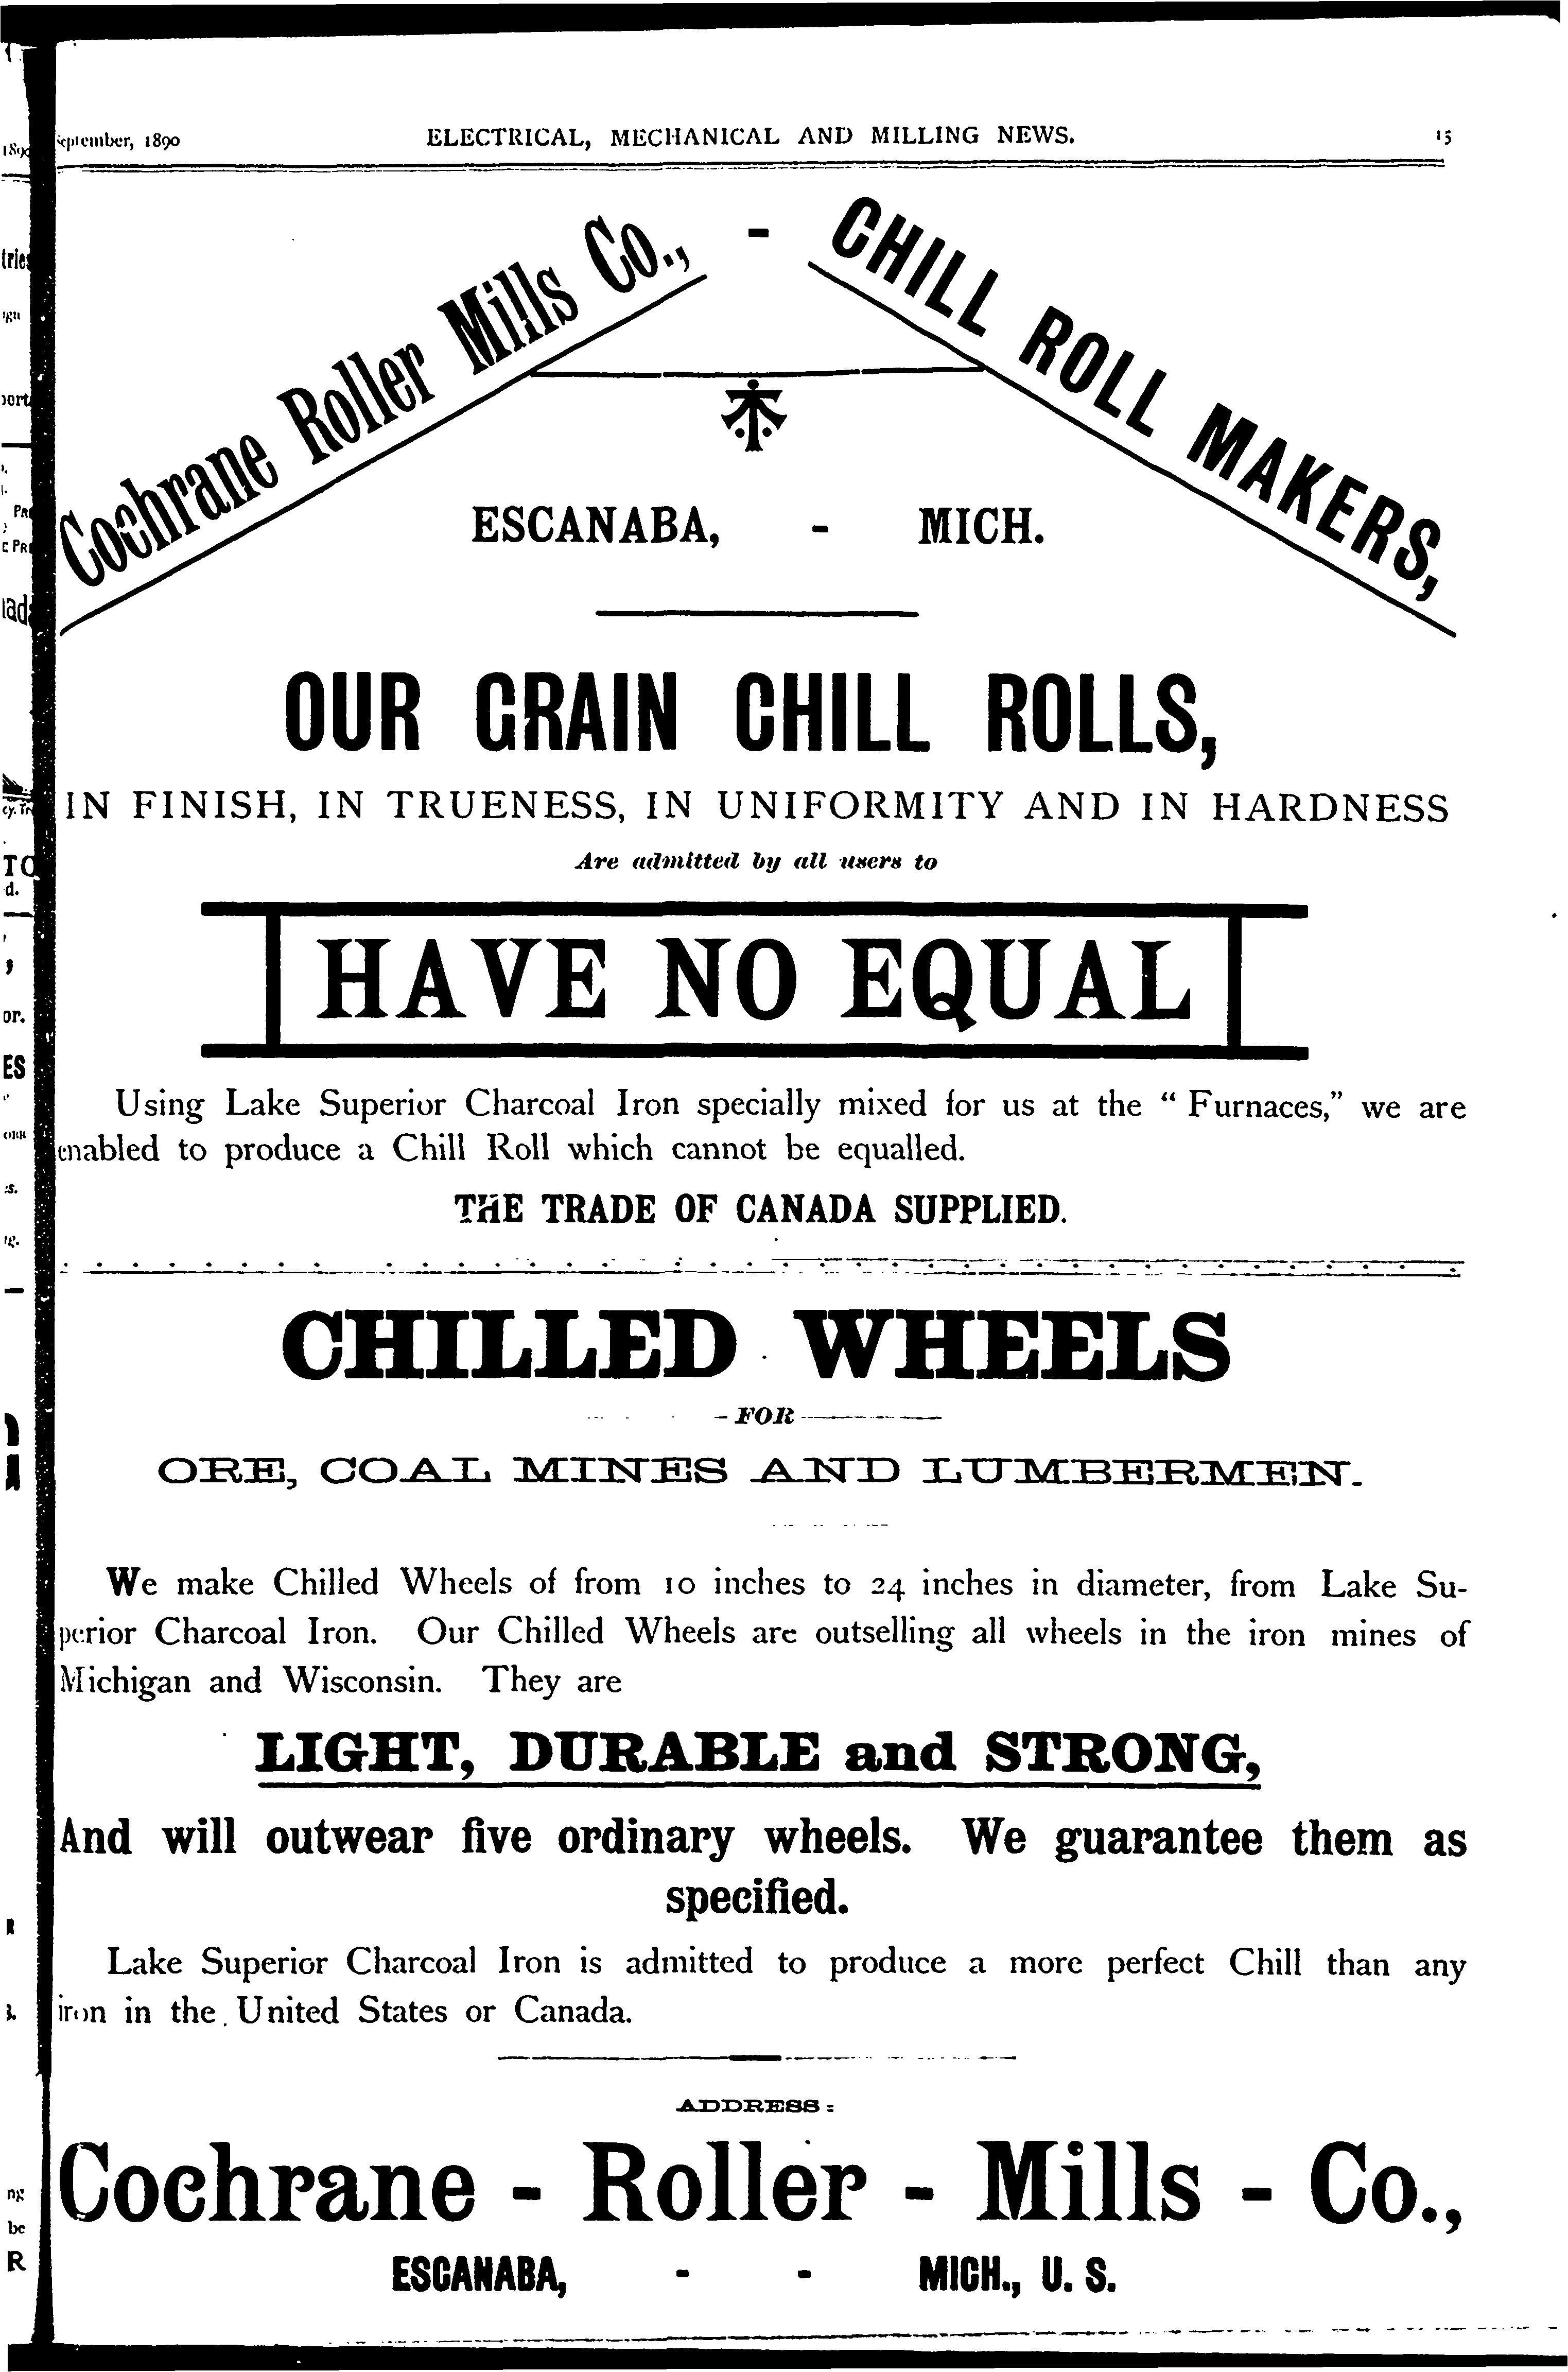 September, 1890 ELECTRICAL, MECHANICAL AND MILLING NEWS. 15
Cochrane Roller Mills Co., - CHILL ROLL MAKERS,
ESCANABA, - MICH.
OUR GRAIN CHILL ROLLS,
IN FINISH, IN TRUENESS, IN UNIFORMITY AND IN HARDNESS
Are admitted by all users to
HAVE NO EQUAL
Using Lake Superior Charcoal Iron specially mixed for us at the " Furnaces," we are
enabled to produce a Chill Roll which cannot be equalled.
THE TRADE OF CANADA SUPPLIED.
CHILLED WHEELS
- FOR -
ORE, COAL MINES AND LUMBERMEN.
We make Chilled Wheels of from 10 inches to 24 inches in diameter, from Lake Su-
perior Charcoal Iron. Our Chilled Wheels are outselling all wheels in the iron mines of
Michigan and Wisconsin. They are
LIGHT, DURABLE and STRONG,
And will outwear five ordinary wheels. We guarantee them as
specified.
Lake Superior Charcoal Iron is admitted to produce a more perfect Chill than any
iron in the United States or Canada.
ADDRESS:
Cochrane - Roller - Mills - Co.,
ESCANABA, - - MICH., U. S.